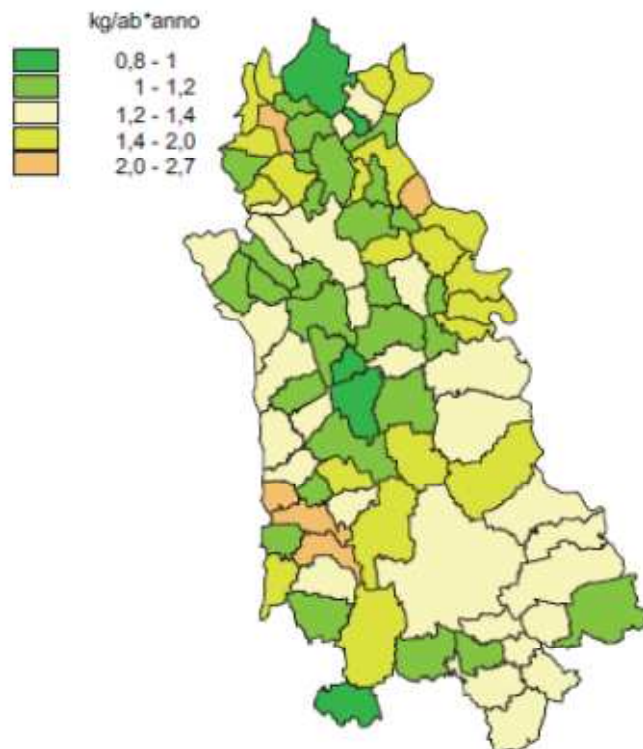 kg/ab*anno
0,8 - 1
1 - 1,2
1,2 - 1,4
1,4 - 2,0
2,0 - 2,7